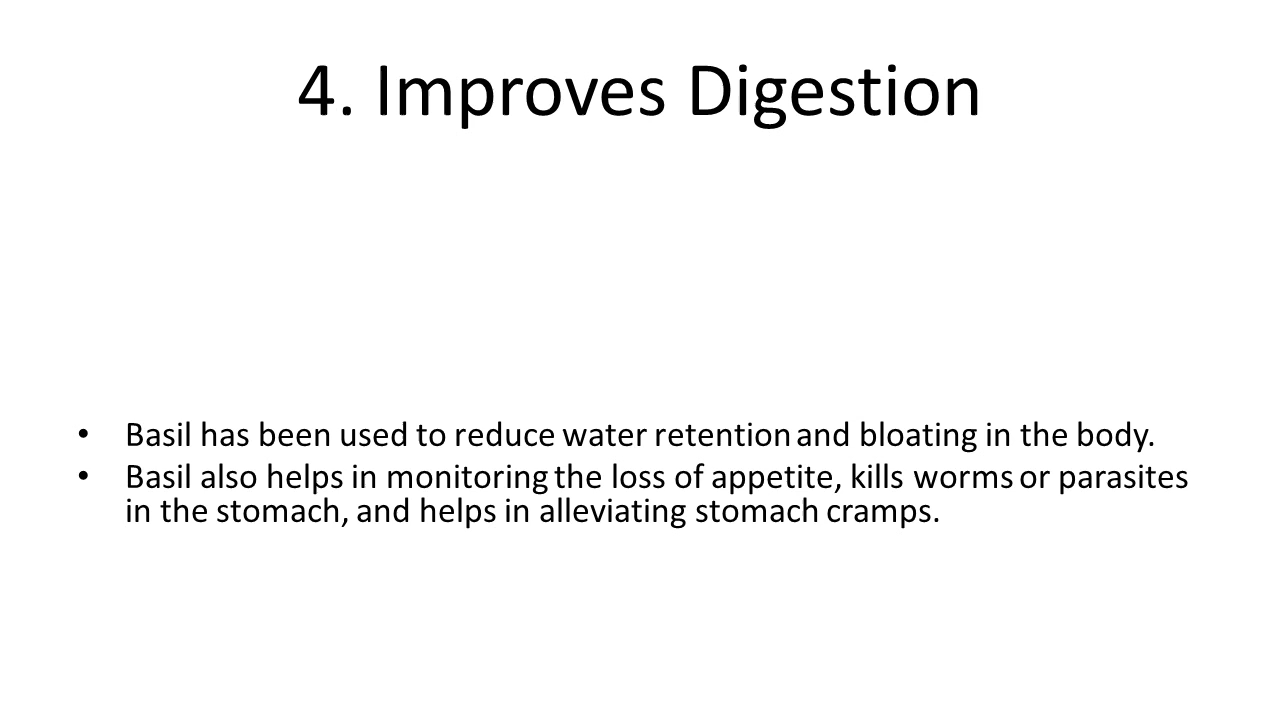 4. Improves Digestion
• Basil has been used to reduce water retention and bloating in the body.
• Basil also helps in monitoring the loss of appetite, kills worms or parasites
in the stomach, and helps in alleviating stomach cramps.